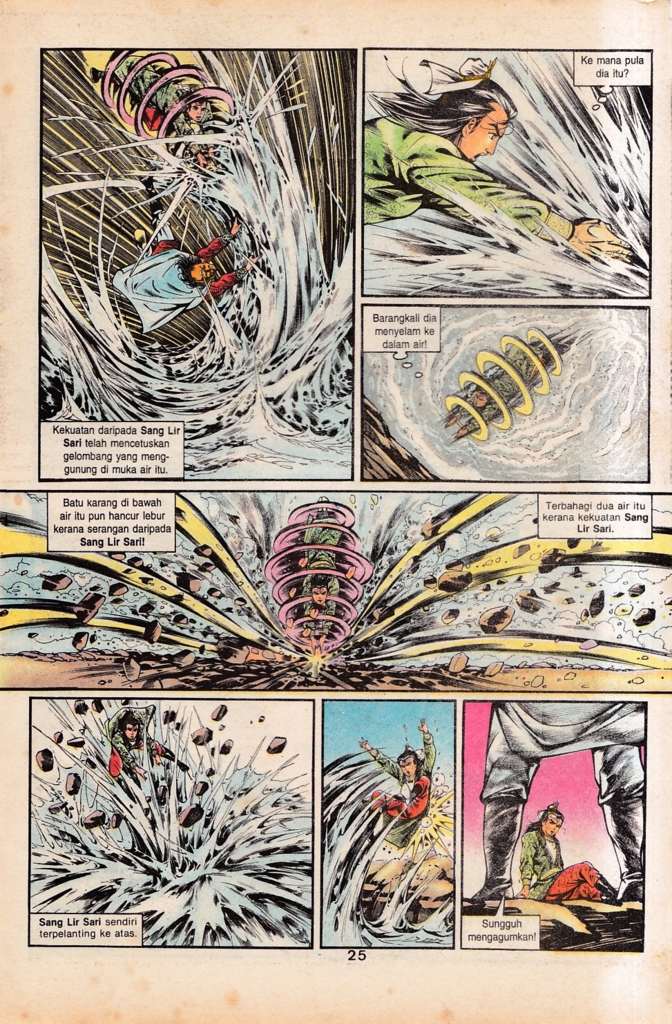 Ke mana pula
dia itu?
Kekuatan daripada Sang Lir
Sari telah mencetuskan
gelombang yang meng-
gunung di muka air itu.
Barangkali dia
menyelam ke
dalam air!
Batu karang di bawah
air itu pun hancur lebur
kerana serangan daripada
Sang Lir Sari!
Terbahagi dua air itu
kerana kekuatan Sang
Lir Sari.
Sang Lir Sari sendiri
terpelanting ke atas.
Sungguh
mengagumkan!
25